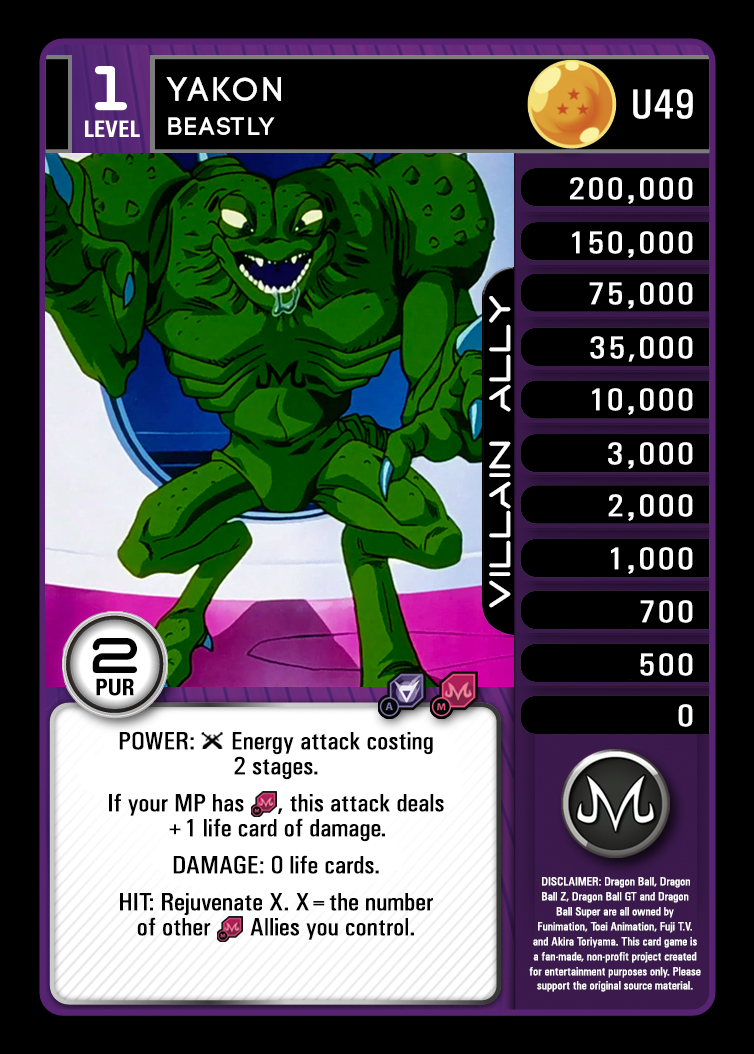 1
LEVEL
YAKON
BEASTLY
U49
VILLAIN ALLY
200,000
150,000
75,000
35,000
10,000
3,000
2,000
1,000
700
500
0
2
PUR
A
M
POWER: Energy attack costing
2 stages.
If your MP has M, this attack deals
+1 life card of damage.
DAMAGE: 0 life cards.
HIT: Rejuvenate X. X = the number
of other M Allies you control.
M
DISCLAIMER: Dragon Ball, Dragon
Ball Z, Dragon Ball GT and Dragon
Ball Super are all owned by
Funimation, Toei Animation, Fuji T.V.
and Akira Toriyama. This card game is
a fan-made, non-profit project created
for entertainment purposes only. Please
support the original source material.